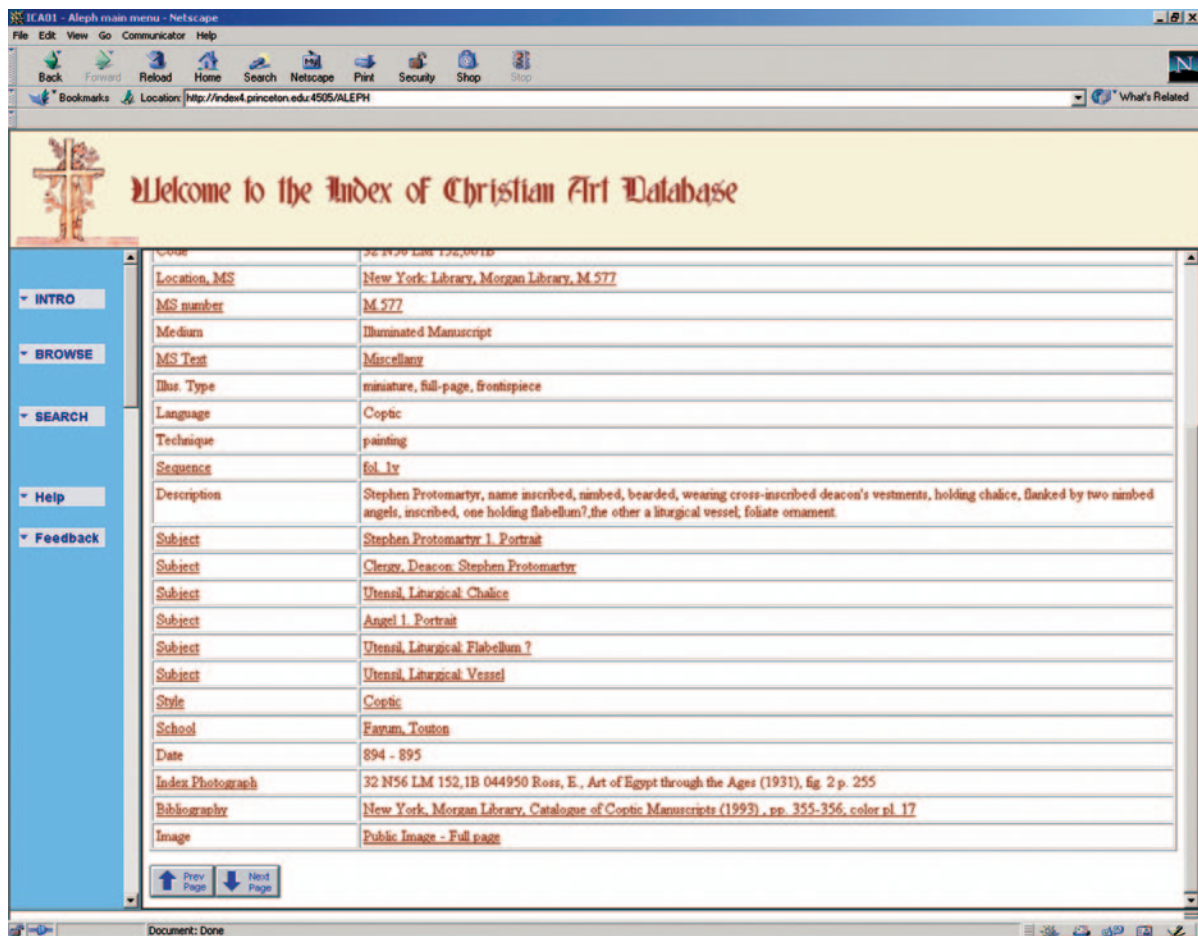 ICA01 - Aleph main menu - Netscape
File Edit View Go Communicator Help
Back Forward Reload Home Search Netscape Print Security Shop Stop
My
N
Bookmarks Location: http://index4.princeton.edu:4505/ALEPH What's Related
Welcome to the Index of Christian Art Database
INTRO
BROWSE
SEARCH
Help
Feedback
Code 32 N56 LM 152,001B
Location, MS New York: Library, Morgan Library, M.577
MS number M.577
Medium Illuminated Manuscript
MS Text Miscellany
Illus. Type miniature, full-page, frontispiece
Language Coptic
Technique painting
Sequence fol. 1v
Description Stephen Protomartyr, name inscribed, nimbed, bearded, wearing cross-inscribed deacon's vestments, holding chalice, flanked by two nimbed
angels, inscribed, one holding flabellum?,the other a liturgical vessel; foliate ornament.
Subject Stephen Protomartyr 1. Portrait
Subject Clergy, Deacon: Stephen Protomartyr
Subject Utensil, Liturgical: Chalice
Subject Angel 1. Portrait
Subject Utensil, Liturgical: Flabellum ?
Subject Utensil, Liturgical: Vessel
Style Coptic
School Fayum, Touton
Date 894 - 895
Index Photograph 32 N56 LM 152,1B 044950 Ross, E., Art of Egypt through the Ages (1931), fig. 2 p. 255
Bibliography New York, Morgan Library, Catalogue of Coptic Manuscripts (1993) , pp. 355-356; color pl. 17
Image Public Image - Full page
Prev Page Next Page
Document: Done